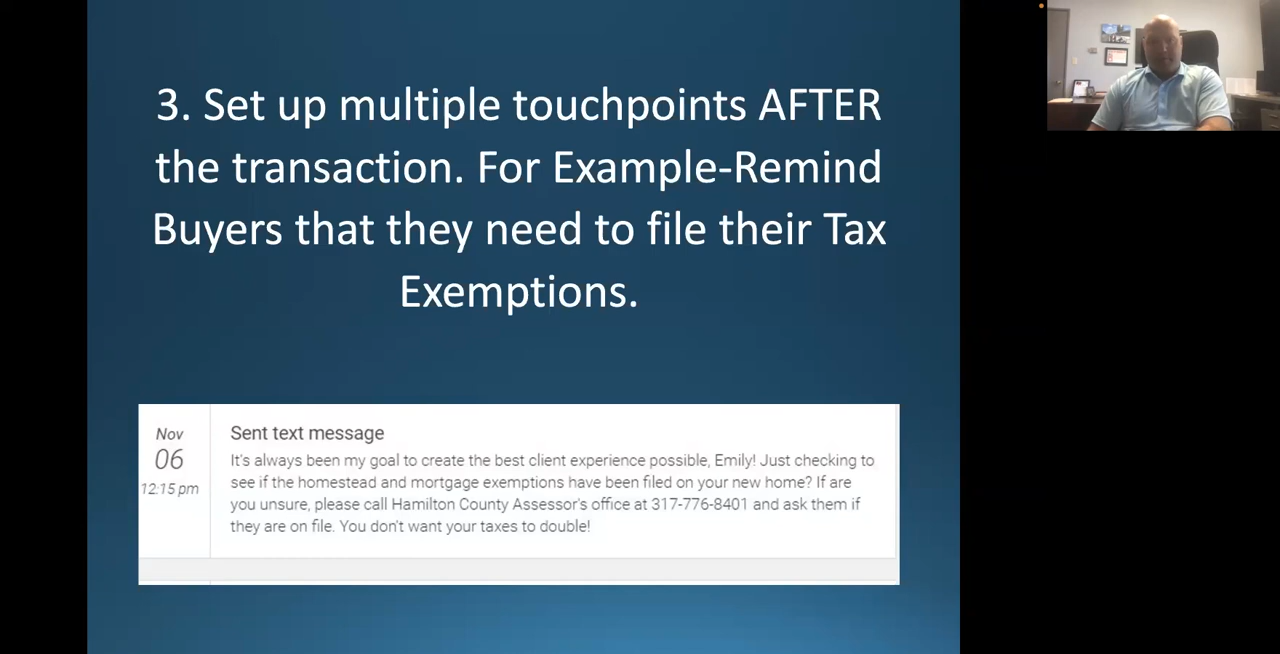 3. Set up multiple touchpoints AFTER
the transaction. For Example-Remind
Buyers that they need to file their Tax
Exemptions.
Nov
06
12:15 pm
Sent text message
It's always been my goal to create the best client experience possible, Emily! Just checking to
see if the homestead and mortgage exemptions have been filed on your new home? If are
you unsure, please call Hamilton County Assessor's office at 317-776-8401 and ask them if
they are on file. You don't want your taxes to double!